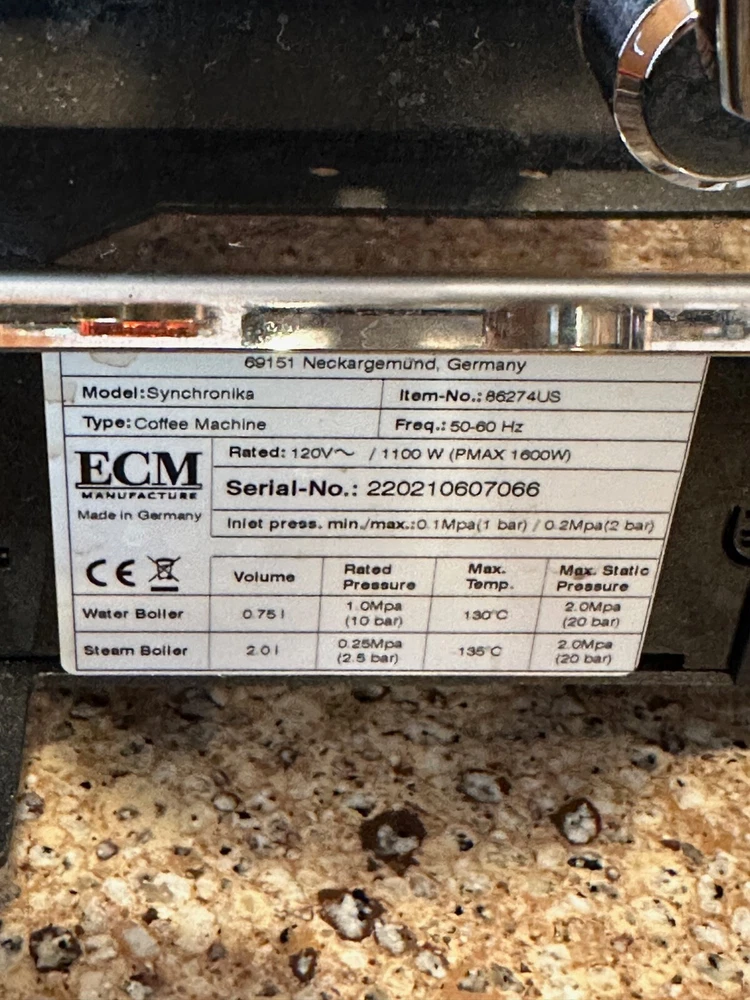 69151 Neckargemünd, Germany
Model:Synchronika Item-No.:86274US
Type:Coffee Machine Freq.:50-60 Hz
Rated: 120V~ / 1100 W (PMAX 1600W)
ECM
MANUFACTURE
Made in Germany
Serial-No.: 220210607066
Inlet press. min./max.:0.1Mpa(1 bar) / 0.2Mpa(2 bar)
CE
Volume Rated Pressure Max. Temp. Max. Static Pressure
Water Boiler 0.75 l 1.0Mpa (10 bar) 130°C 2.0Mpa (20 bar)
Steam Boiler 2.0 l 0.25Mpa (2.5 bar) 135°C 2.0Mpa (20 bar)